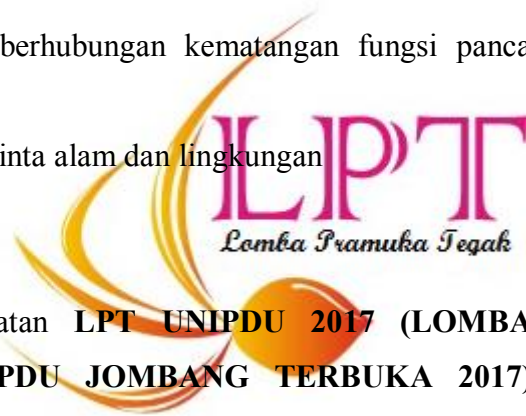 berhubungan kematangan fungsi panca
inta alam dan lingkungan
LPT
Lomba Pramuka Tegak
atan LPT UNIPDU 2017 (LOMBA
PDU JOMBANG TERBUKA 2017)